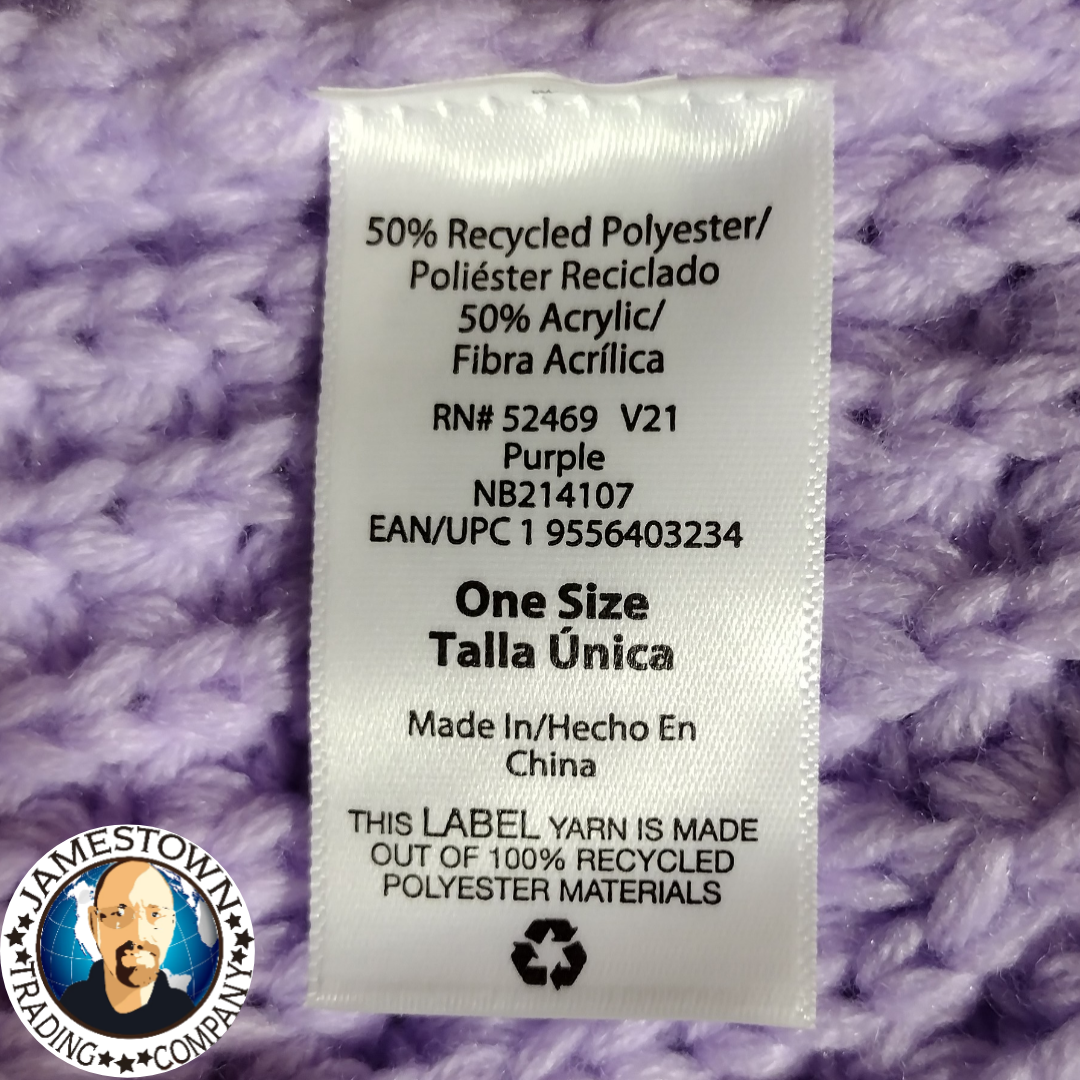 50% Recycled Polyester/
Poliéster Reciclado
50% Acrylic/
Fibra Acrílica
RN# 52469 V21
Purple
NB214107
EAN/UPC 1 9556403234
One Size
Talla Única
Made In/Hecho En
China
THIS LABEL YARN IS MADE
OUT OF 100% RECYCLED
POLYESTER MATERIALS
JAMESTOWN
TRADING COMPANY